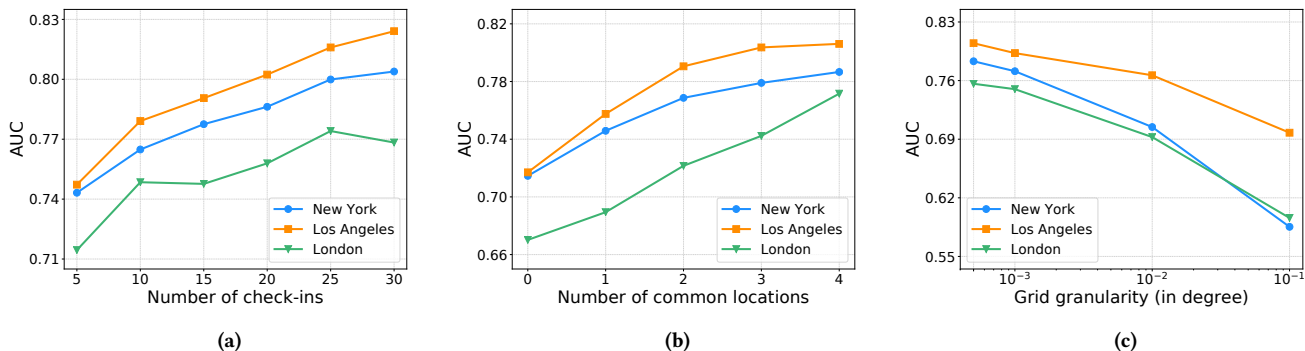 0.83
0.80
0.77
0.74
0.71
AUC
5 10 15 20 25 30
Number of check-ins
New York
Los Angeles
London
(a)
0.82
0.78
0.74
0.70
0.66
AUC
0 1 2 3 4
Number of common locations
New York
Los Angeles
London
(b)
0.83
0.76
0.69
0.62
0.55
AUC
10⁻³ 10⁻² 10⁻¹
Grid granularity (in degree)
New York
Los Angeles
London
(c)